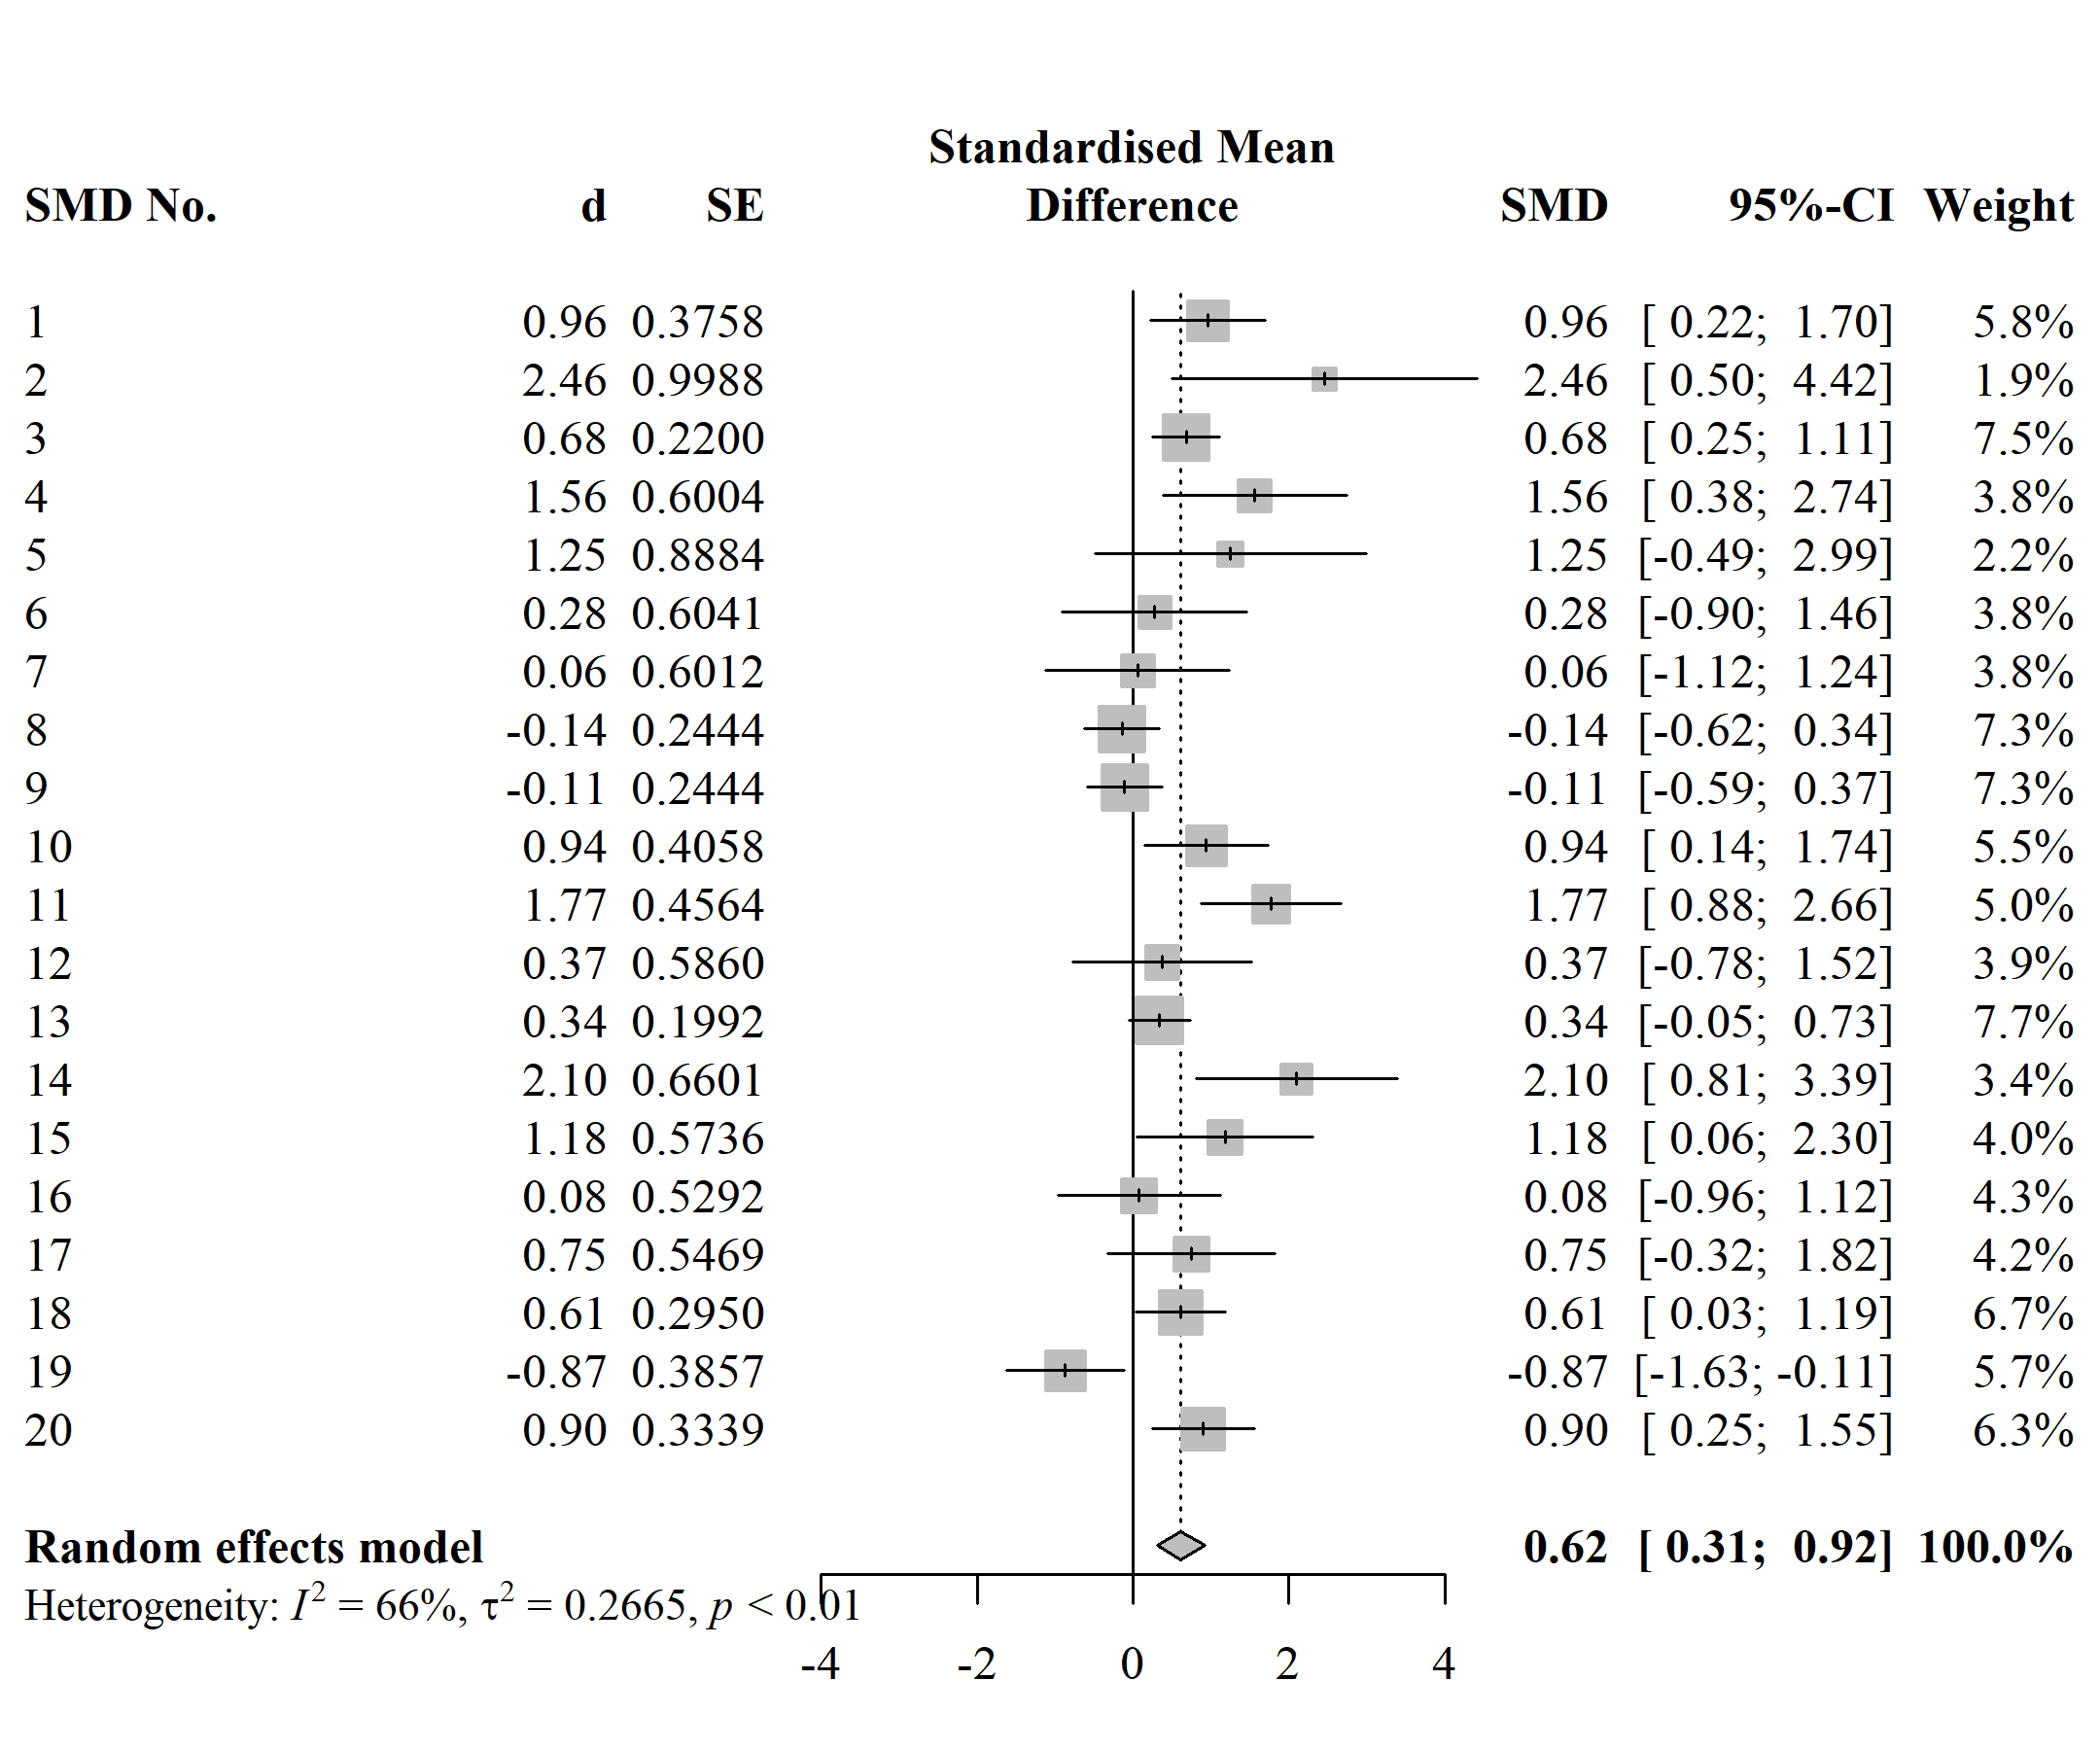 Standardised Mean
SMD No. d SE Difference SMD 95%-CI Weight
1 0.96 0.3758 0.96 [ 0.22; 1.70] 5.8%
2 2.46 0.9988 2.46 [ 0.50; 4.42] 1.9%
3 0.68 0.2200 0.68 [ 0.25; 1.11] 7.5%
4 1.56 0.6004 1.56 [ 0.38; 2.74] 3.8%
5 1.25 0.8884 1.25 [-0.49; 2.99] 2.2%
6 0.28 0.6041 0.28 [-0.90; 1.46] 3.8%
7 0.06 0.6012 0.06 [-1.12; 1.24] 3.8%
8 -0.14 0.2444 -0.14 [-0.62; 0.34] 7.3%
9 -0.11 0.2444 -0.11 [-0.59; 0.37] 7.3%
10 0.94 0.4058 0.94 [ 0.14; 1.74] 5.5%
11 1.77 0.4564 1.77 [ 0.88; 2.66] 5.0%
12 0.37 0.5860 0.37 [-0.78; 1.52] 3.9%
13 0.34 0.1992 0.34 [-0.05; 0.73] 7.7%
14 2.10 0.6601 2.10 [ 0.81; 3.39] 3.4%
15 1.18 0.5736 1.18 [ 0.06; 2.30] 4.0%
16 0.08 0.5292 0.08 [-0.96; 1.12] 4.3%
17 0.75 0.5469 0.75 [-0.32; 1.82] 4.2%
18 0.61 0.2950 0.61 [ 0.03; 1.19] 6.7%
19 -0.87 0.3857 -0.87 [-1.63; -0.11] 5.7%
20 0.90 0.3339 0.90 [ 0.25; 1.55] 6.3%
Random effects model 0.62 [ 0.31; 0.92] 100.0%
Heterogeneity: I² = 66%, τ² = 0.2665, p < 0.01
-4 -2 0 2 4